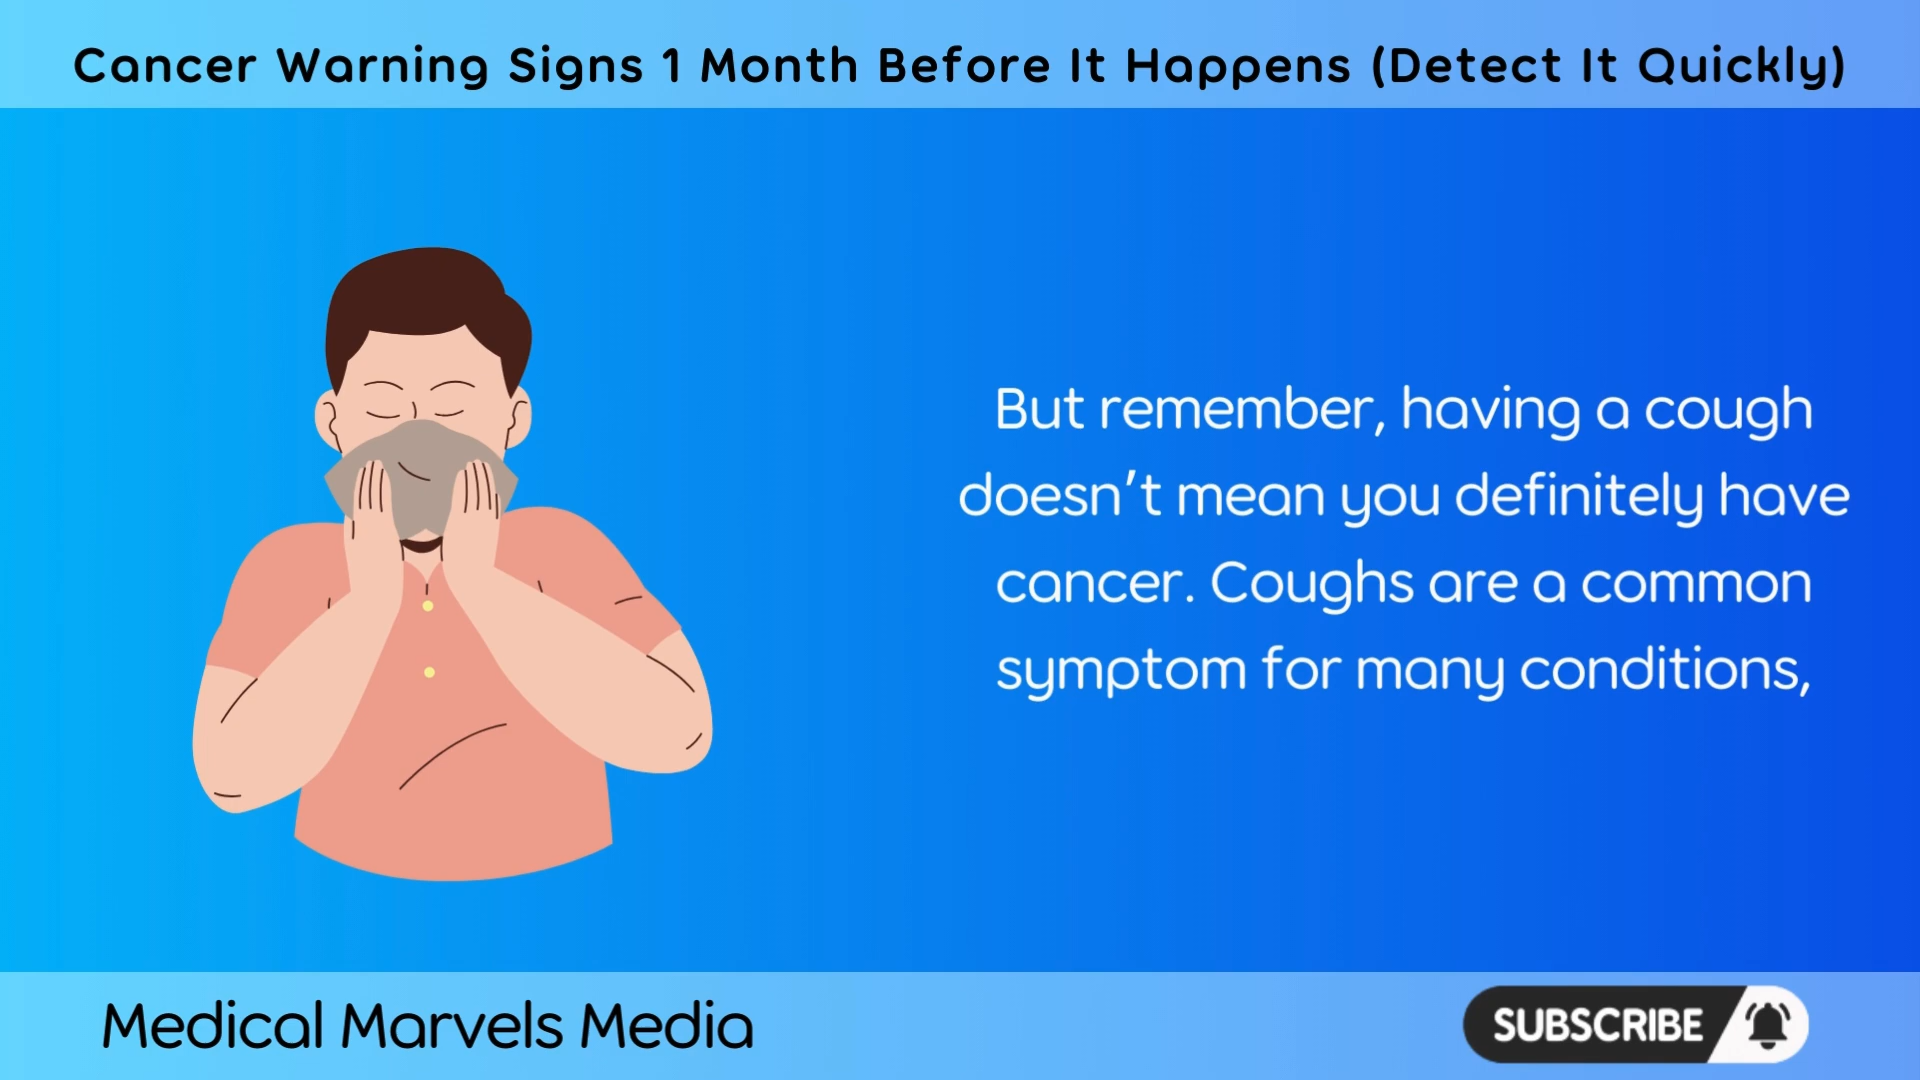 Cancer Warning Signs 1 Month Before It Happens (Detect It Quickly)
But remember, having a cough
doesn't mean you definitely have
cancer. Coughs are a common
symptom for many conditions,
Medical Marvels Media
SUBSCRIBE